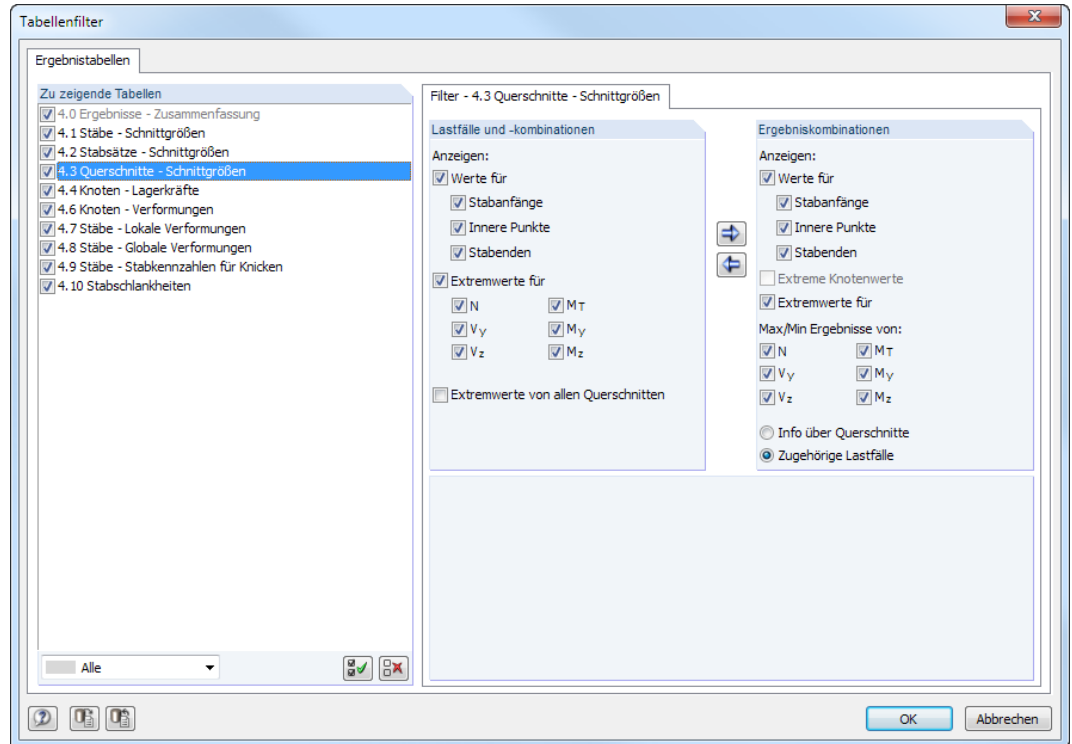 Tabellenfilter
Ergebnistabellen
Zu zeigende Tabellen
4.0 Ergebnisse - Zusammenfassung
4.1 Stäbe - Schnittgrößen
4.2 Stabsätze - Schnittgrößen
4.3 Querschnitte - Schnittgrößen
4.4 Knoten - Lagerkräfte
4.6 Knoten - Verformungen
4.7 Stäbe - Lokale Verformungen
4.8 Stäbe - Globale Verformungen
4.9 Stäbe - Stabkennzahlen für Knicken
4.10 Stabschlankheiten
Alle
Filter - 4.3 Querschnitte - Schnittgrößen
Lastfälle und -kombinationen
Anzeigen:
Werte für
Stabanfänge
Innere Punkte
Stabenden
Extremwerte für
N MT
Vy My
Vz Mz
Extremwerte von allen Querschnitten
Ergebniskombinationen
Anzeigen:
Werte für
Stabanfänge
Innere Punkte
Stabenden
Extreme Knotenwerte
Extremwerte für
Max/Min Ergebnisse von:
N MT
Vy My
Vz Mz
Info über Querschnitte
Zugehörige Lastfälle
OK Abbrechen